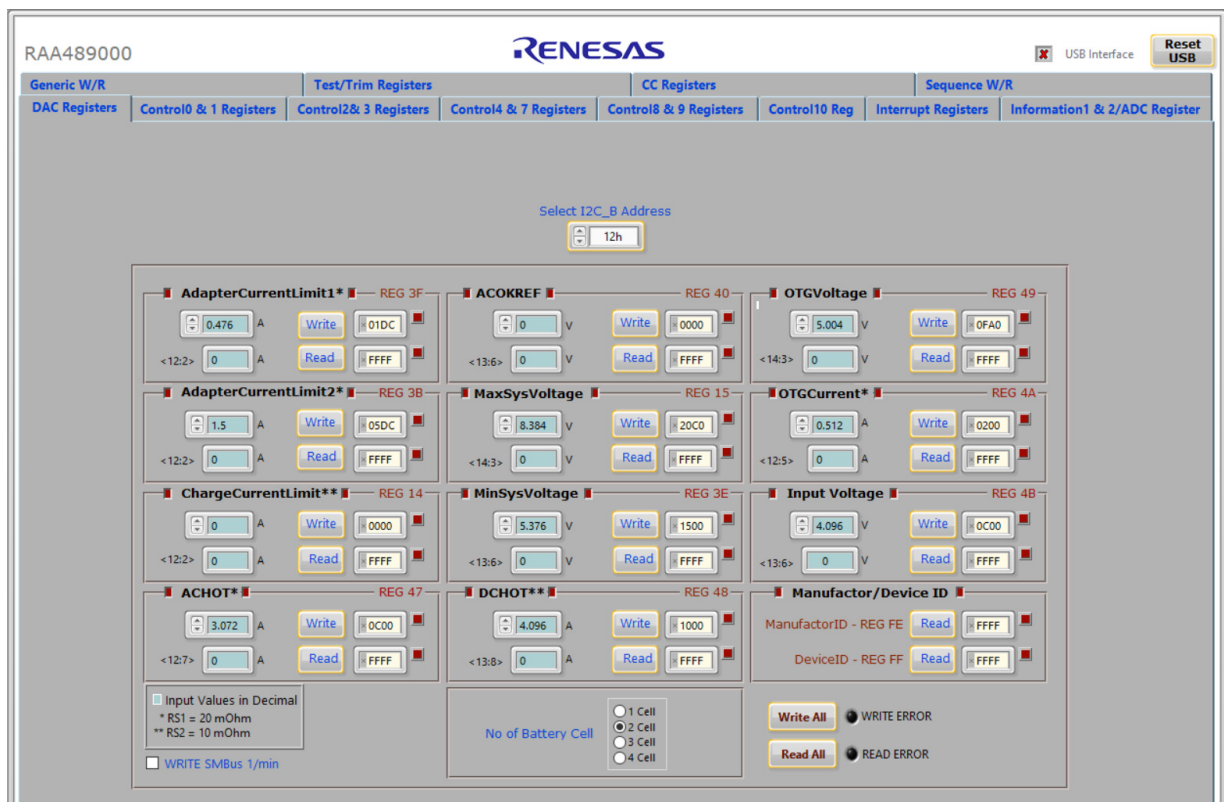 RAA489000
RENESAS
USB Interface
Reset USB
Generic W/R
Test/Trim Registers
CC Registers
Sequence W/R
DAC Registers
Control0 & 1 Registers
Control2& 3 Registers
Control4 & 7 Registers
Control8 & 9 Registers
Control10 Reg
Interrupt Registers
Information1 & 2/ADC Register
Select I2C_B Address
12h
AdapterCurrentLimit1* REG 3F
0.476 A Write 01DC
<12:2> 0 A Read FFFF
ACOKREF REG 40
0 V Write 0000
<13:6> 0 V Read FFFF
OTGVoltage REG 49
5.004 V Write 0FA0
<14:3> 0 V Read FFFF
AdapterCurrentLimit2* REG 3B
1.5 A Write 05DC
<12:2> 0 A Read FFFF
MaxSysVoltage REG 15
8.384 V Write 20C0
<14:3> 0 V Read FFFF
OTGCurrent* REG 4A
0.512 A Write 0200
<12:5> 0 A Read FFFF
ChargeCurrentLimit** REG 14
0 A Write 0000
<12:2> 0 A Read FFFF
MinSysVoltage REG 3E
5.376 V Write 1500
<13:6> 0 V Read FFFF
Input Voltage REG 4B
4.096 V Write 0C00
<13:6> 0 V Read FFFF
ACHOT* REG 47
3.072 A Write 0C00
<12:7> 0 A Read FFFF
DCHOT** REG 48
4.096 A Write 1000
<13:8> 0 A Read FFFF
Manufactor/Device ID
ManufactorID - REG FE Read FFFF
DeviceID - REG FF Read FFFF
Input Values in Decimal
* RS1 = 20 mOhm
** RS2 = 10 mOhm
WRITE SMBus 1/min
No of Battery Cell
1 Cell
2 Cell
3 Cell
4 Cell
Write All WRITE ERROR
Read All READ ERROR